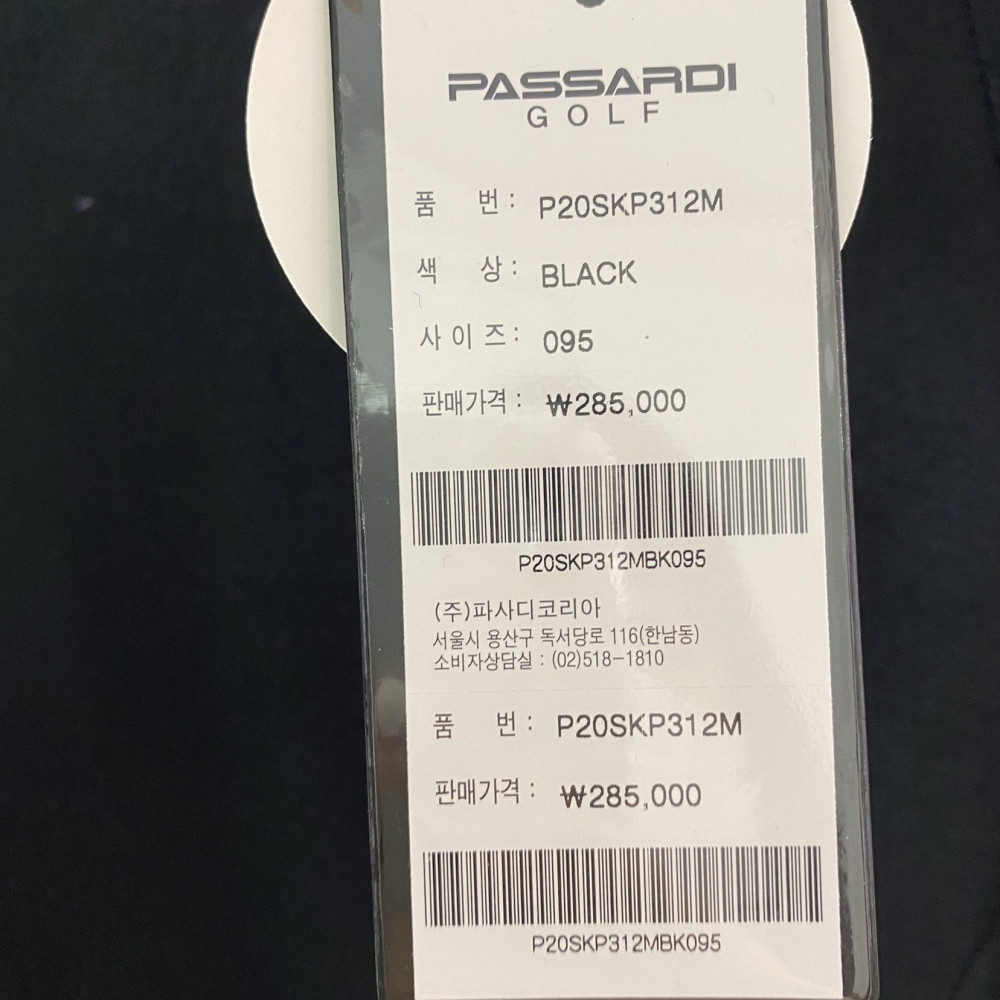 PASSARDI
GOLF
품 번 : P20SKP312M
색 상 : BLACK
사 이 즈 : 095
판매가격 : ₩285,000
P20SKP312MBK095
(주)파사디코리아
서울시 용산구 독서당로 116(한남동)
소비자상담실 : (02)518-1810
품 번 : P20SKP312M
판매가격 : ₩285,000
P20SKP312MBK095